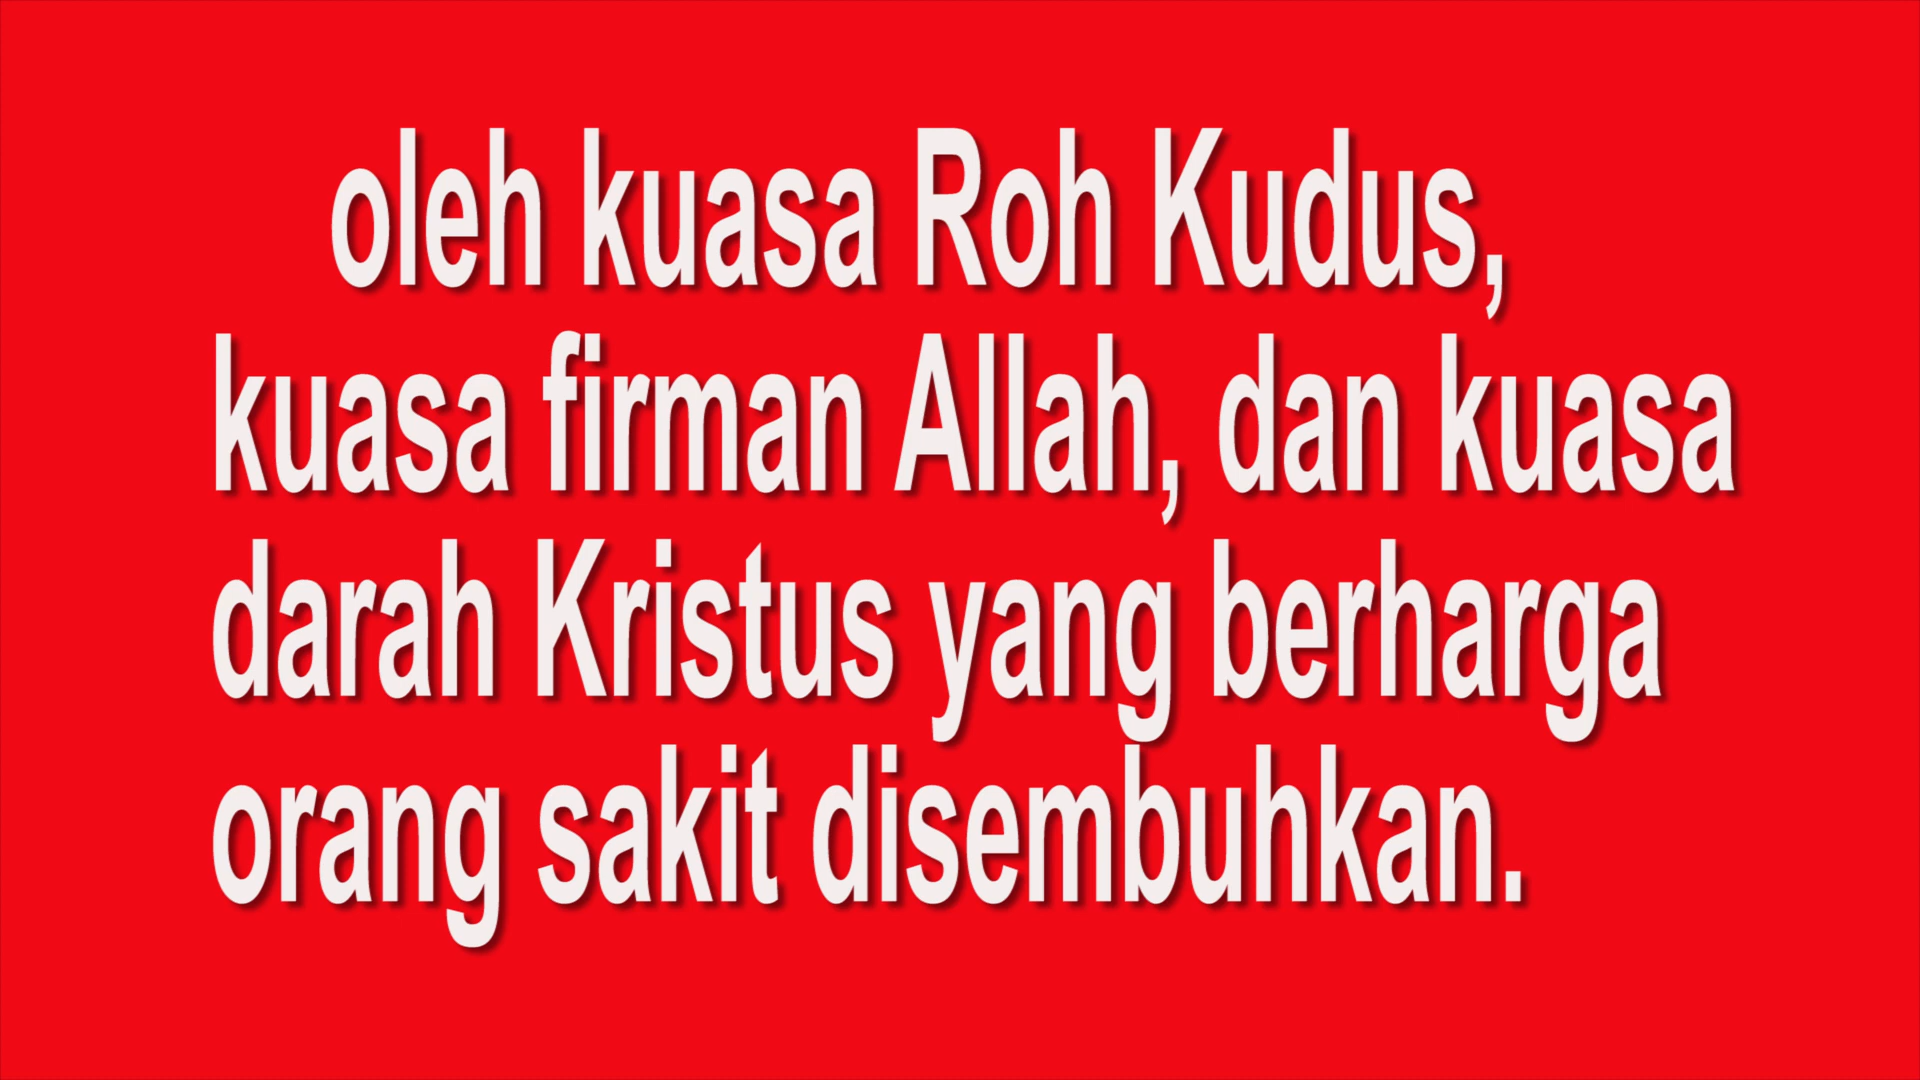 oleh kuasa Roh Kudus,
kuasa firman Allah, dan kuasa
darah Kristus yang berharga
orang sakit disembuhkan.